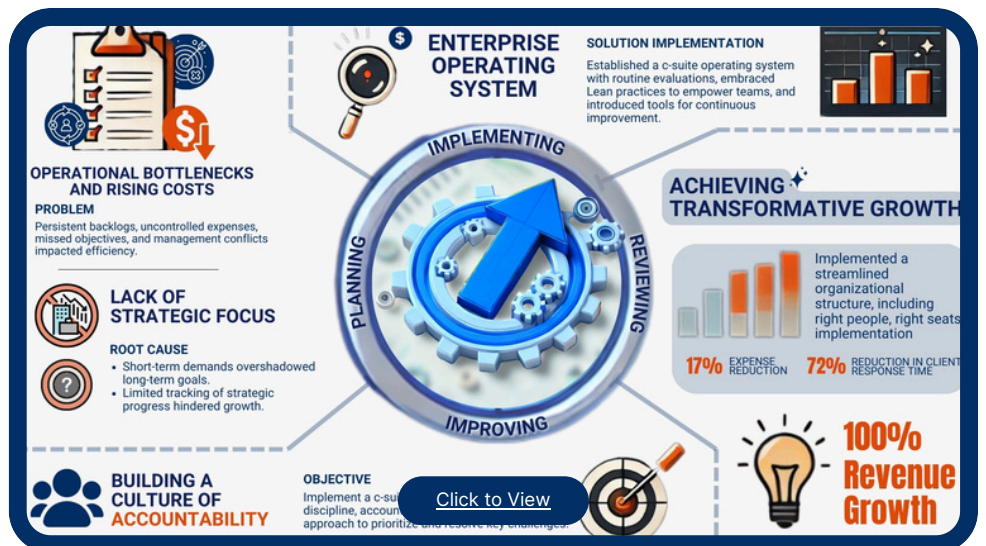 OPERATIONAL BOTTLENECKS
AND RISING COSTS
PROBLEM
Persistent backlogs, uncontrolled expenses,
missed objectives, and management conflicts
impacted efficiency.
LACK OF
STRATEGIC FOCUS
ROOT CAUSE
• Short-term demands overshadowed
long-term goals.
• Limited tracking of strategic
progress hindered growth.
?
BUILDING A
CULTURE OF
ACCOUNTABILITY
$
$
ENTERPRISE
OPERATING
SYSTEM
SOLUTION IMPLEMENTATION
Established a c-suite operating system
with routine evaluations, embraced
Lean practices to empower teams, and
introduced tools for continuous
improvement.
IMPLEMENTING
PLANNING
REVIEWING
IMPROVING
OBJECTIVE
Implement a
discipline,
approach to prioritize and resolve key challenges.
Click to View
ACHIEVING
TRANSFORMATIVE GROWTH
Implemented a
streamlined
organizational
structure, including
right people, right seats
implementation
17% EXPENSE
REDUCTION
72% REDUCTION IN CLIENT
RESPONSE TIME
100%
Revenue
Growth